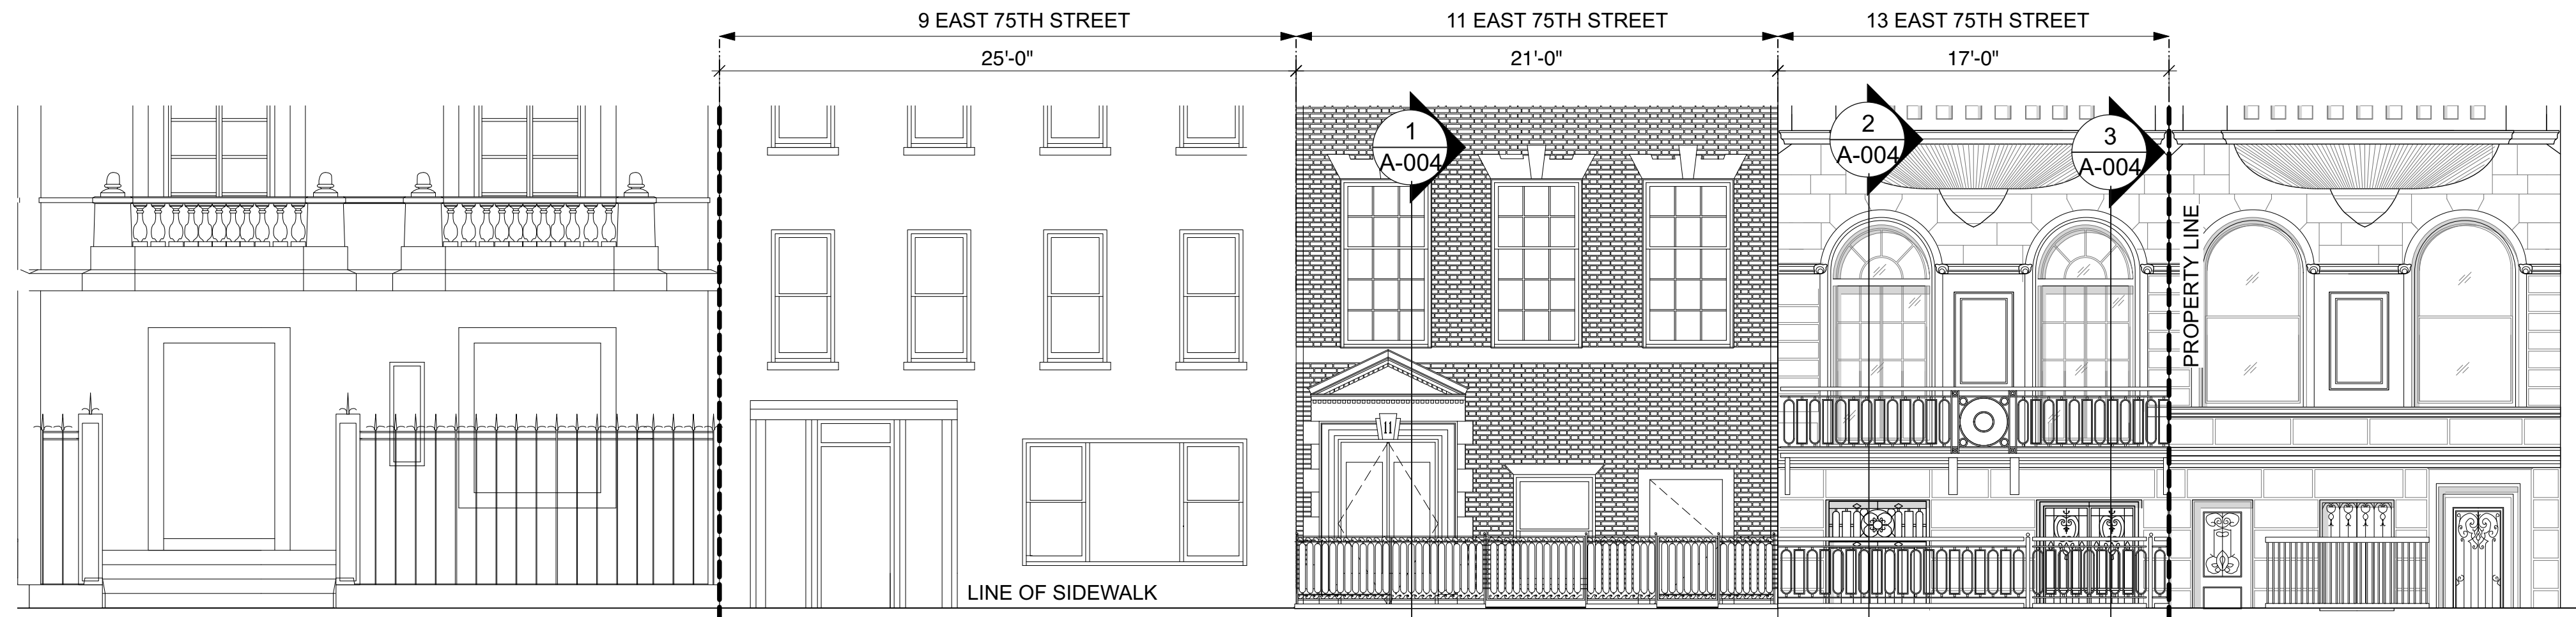 9 EAST 75TH STREET
11 EAST 75TH STREET
13 EAST 75TH STREET
25'-0"
21'-0"
17'-0"
1
A-004
2
A-004
3
A-004
PROPERTY LINE
11
LINE OF SIDEWALK